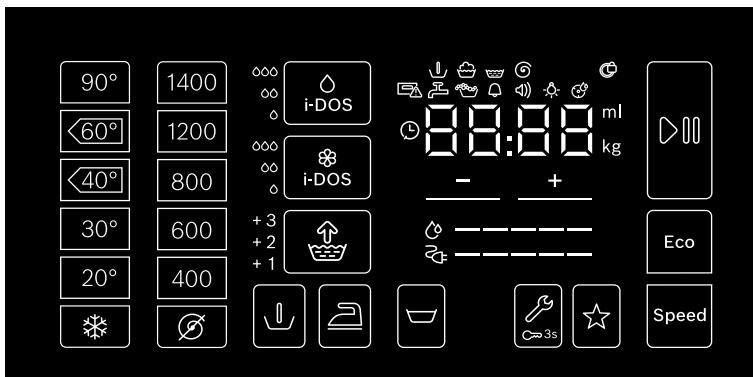 90°
60°
40°
30°
20°
1400
1200
800
600
400
i-DOS
i-DOS
+ 3
+ 2
+ 1
88:88
ml
kg
−
+
3s
Eco
Speed